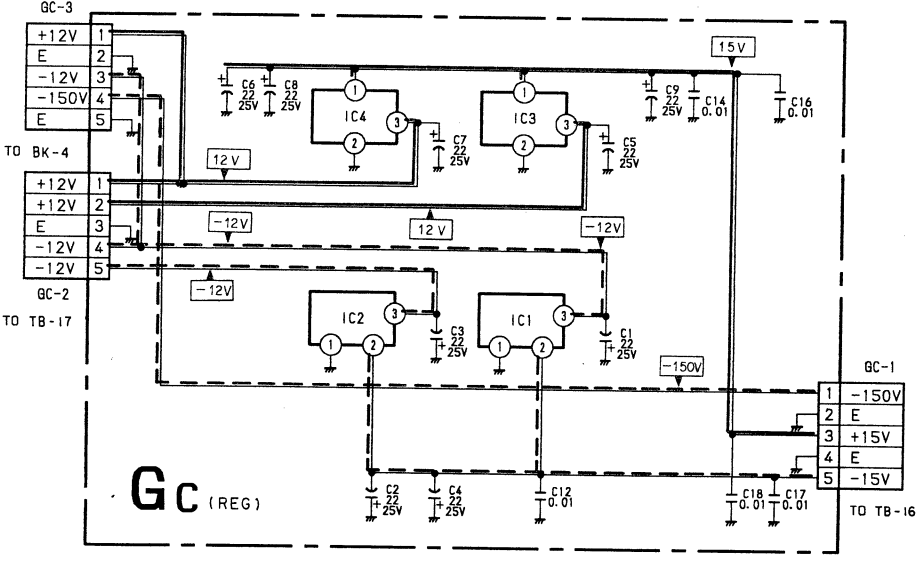 GC-3
+12V 1
E 2
-12V 3
-150V 4
E 5
TO BK-4
+12V 1
+12V 2
E 3
-12V 4
-12V 5
GC-2
TO TB-17
15V
C6 22 25V
C8 22 25V
1
IC4
3
2
C7 22 25V
1
IC3
3
2
C5 22 25V
C9 22 25V
C14 0.01
C16 0.01
12V
12V
-12V
-12V
-12V
IC2
3
1
2
C3 22 25V
IC1
3
1
2
C1 22 25V
-150V
GC-1
1 -150V
2 E
3 +15V
4 E
5 -15V
TO TB-16
C2 22 25V
C4 22 25V
C12 0.01
C18 0.01
C17 0.01
GC (REG)
+
+
+
+
+
+
+
+
+